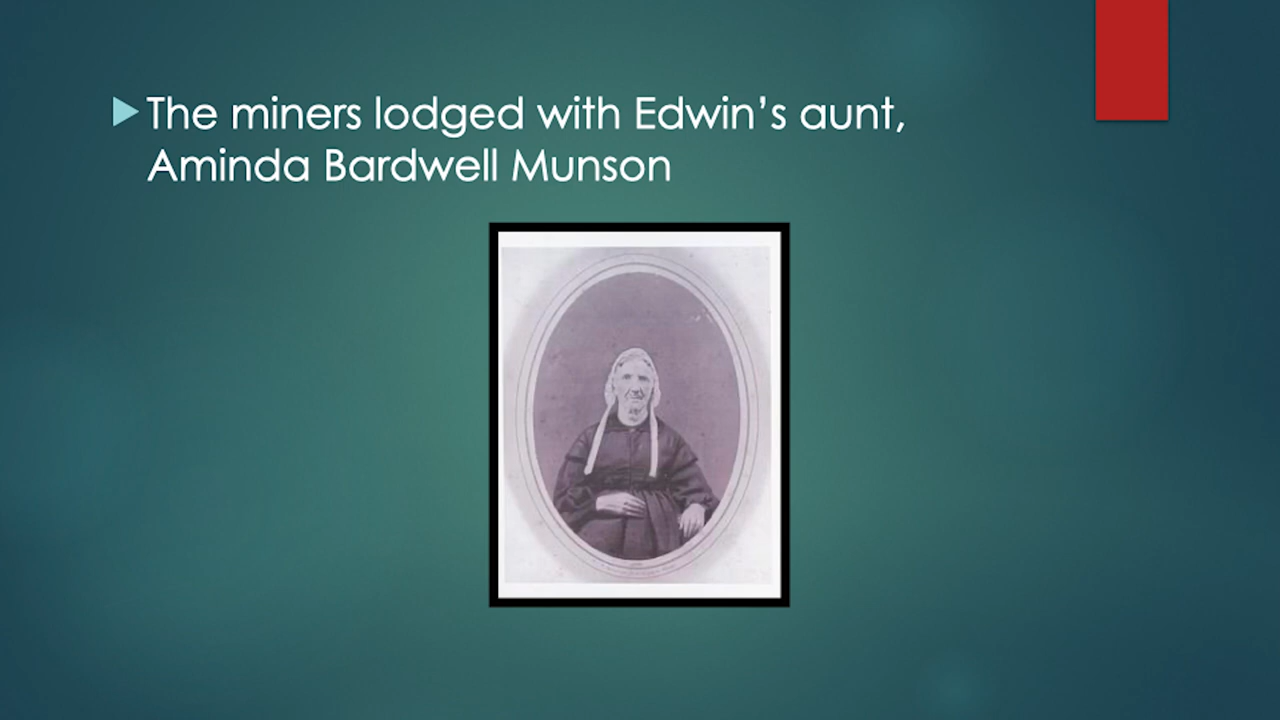 The miners lodged with Edwin’s aunt,
Aminda Bardwell Munson